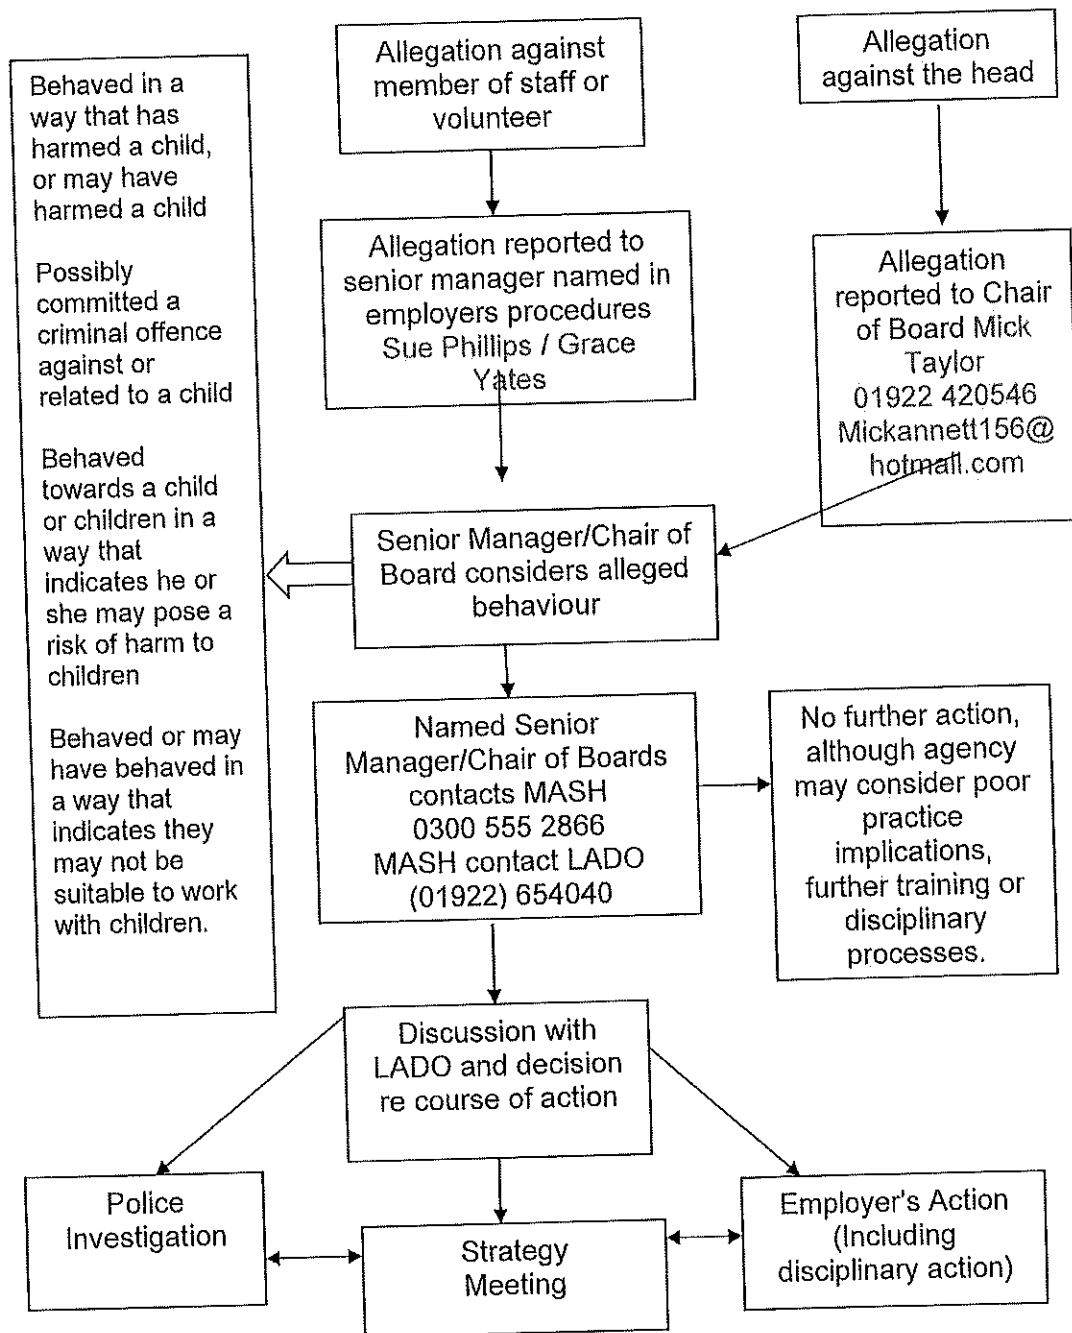 Behaved in a
way that has
harmed a child,
or may have
harmed a child
Possibly
committed a
criminal offence
against or
related to a child
Behaved
towards a child
or children in a
way that
indicates he or
she may pose a
risk of harm to
children
Behaved or may
have behaved in
a way that
indicates they
may not be
suitable to work
with children.
Allegation against
member of staff or
volunteer
Allegation
against the head
Allegation reported to
senior manager named in
employers procedures
Sue Phillips / Grace
Yates
Allegation
reported to Chair
of Board Mick
Taylor
01922 420546
Mickannett156@
hotmail.com
Senior Manager/Chair of
Board considers alleged
behaviour
Named Senior
Manager/Chair of Boards
contacts MASH
0300 555 2866
MASH contact LADO
(01922) 654040
No further action,
although agency
may consider poor
practice
implications,
further training or
disciplinary
processes.
Discussion with
LADO and decision
re course of action
Police
Investigation
Strategy
Meeting
Employer's Action
(Including
disciplinary action)